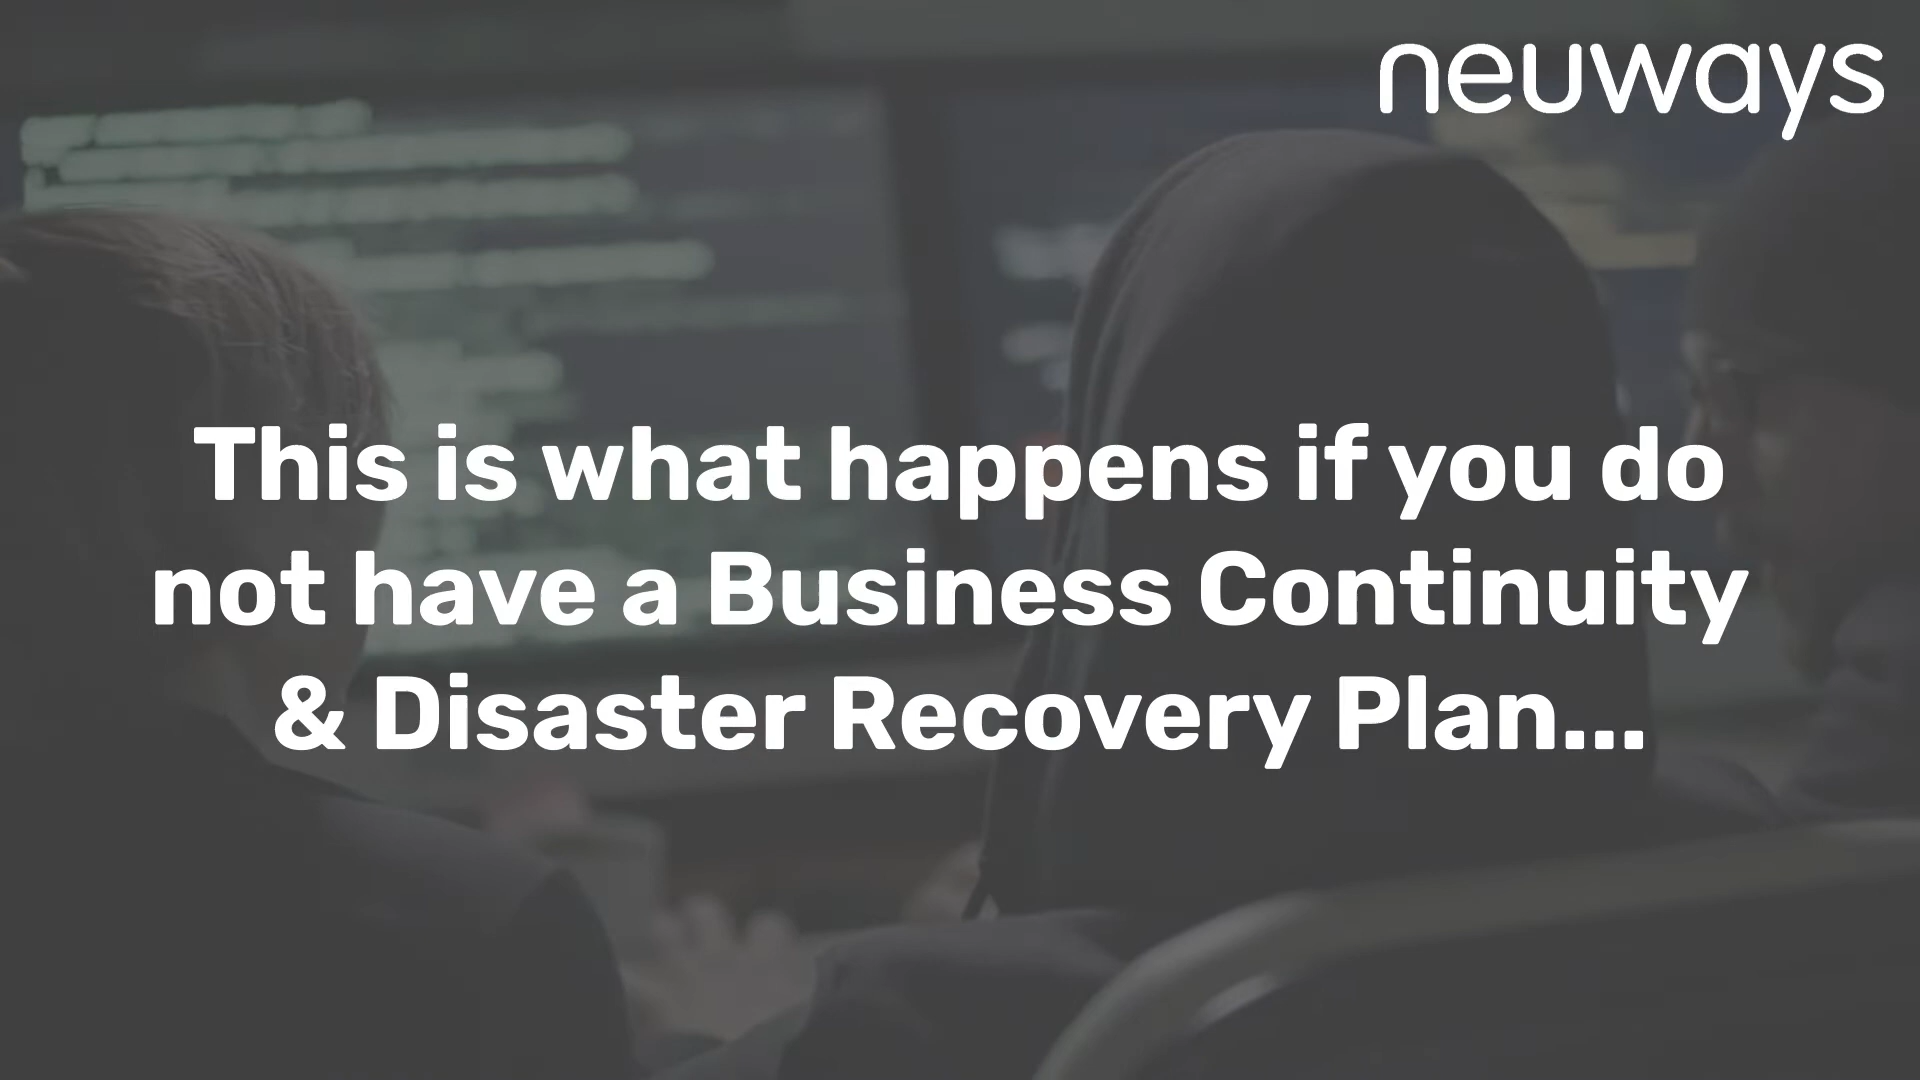 neuways
This is what happens if you do
not have a Business Continuity
& Disaster Recovery Plan...